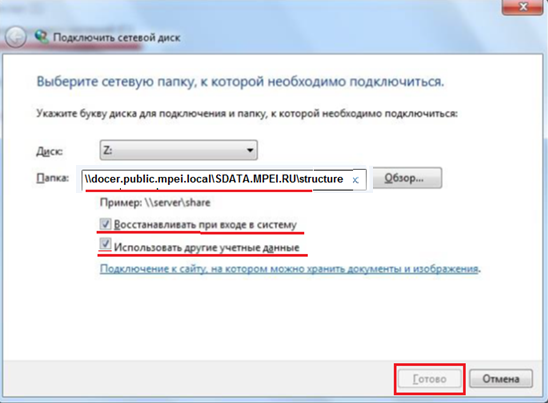 Подключить сетевой диск
Выберите сетевую папку, к которой необходимо подключиться.
Укажите букву диска для подключения и папку, к которой необходимо подключиться:
Диск: Z:
Папка: \\docer.public.mpei.local\SDATA.MPEI.RU\structure x Обзор...
Пример: \\server\share
Восстанавливать при входе в систему
Использовать другие учетные данные
Подключение к сайту, на котором можно хранить документы и изображения.
Готово Отмена